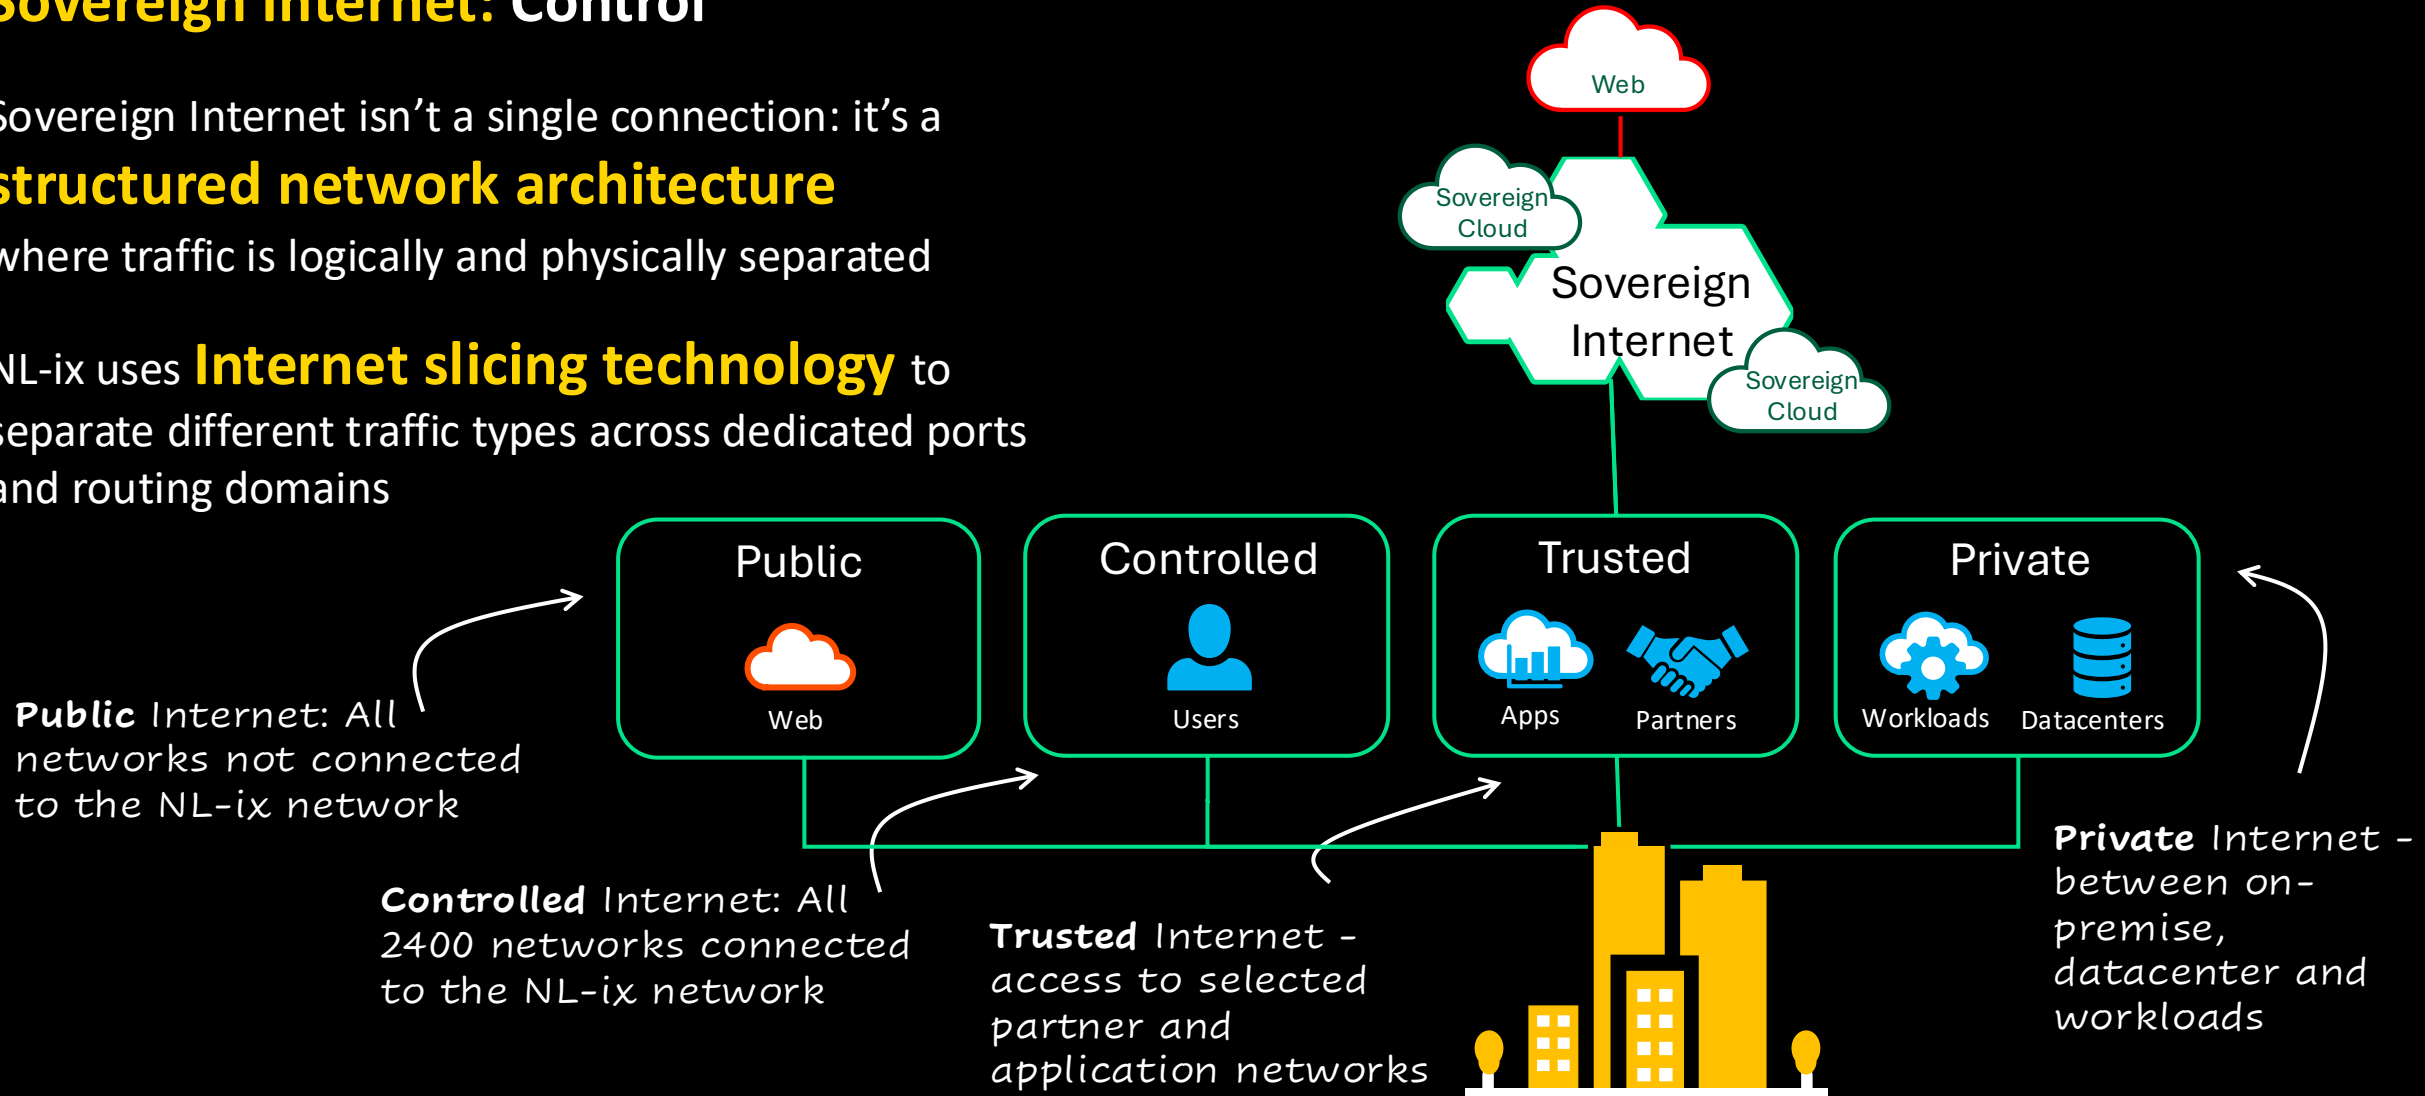 Sovereign Internet: Control
Sovereign Internet isn't a single connection: it's a
structured network architecture
where traffic is logically and physically separated
NL-ix uses Internet slicing technology to
separate different traffic types across dedicated ports
and routing domains
Web
Sovereign
Cloud
Sovereign
Internet
Sovereign
Cloud
Public
Web
Controlled
Users
Trusted
Apps
Partners
Private
Workloads
Datacenters
Public Internet: All
networks not connected
to the NL-ix network
Controlled Internet: All
2400 networks connected
to the NL-ix network
Trusted Internet -
access to selected
partner and
application networks
Private Internet -
between on-
premise,
datacenter and
workloads